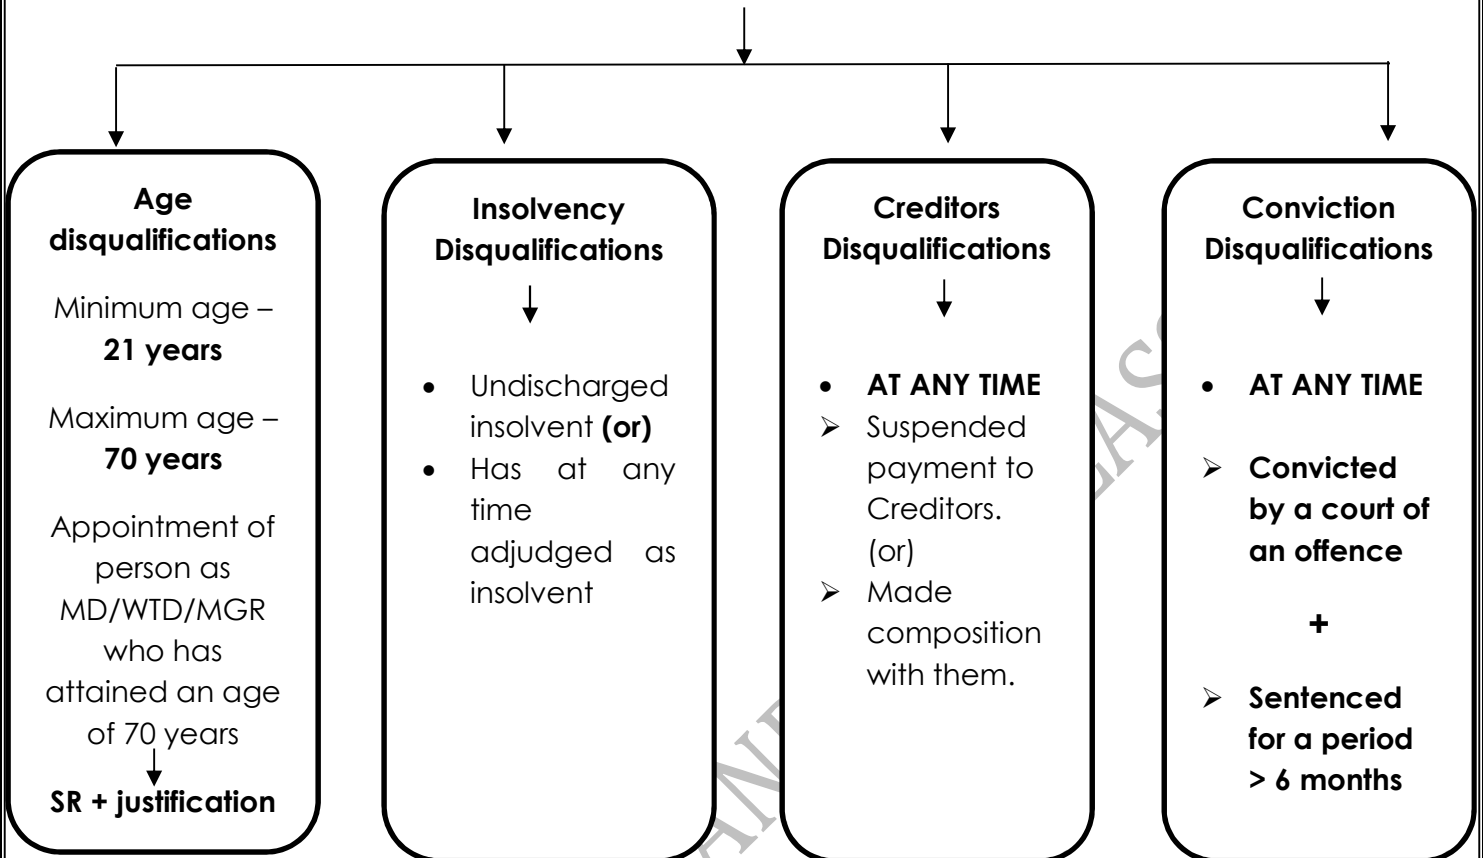 Age
disqualifications
Minimum age –
21 years
Maximum age –
70 years
Appointment of
person as
MD/WTD/MGR
who has
attained an age
of 70 years
SR + justification
Insolvency
Disqualifications
• Undischarged
insolvent (or)
• Has at any
time
adjudged as
insolvent
Creditors
Disqualifications
• AT ANY TIME
➢ Suspended
payment to
Creditors.
(or)
➢ Made
composition
with them.
Conviction
Disqualifications
• AT ANY TIME
➢ Convicted
by a court of
an offence
+
➢ Sentenced
for a period
> 6 months